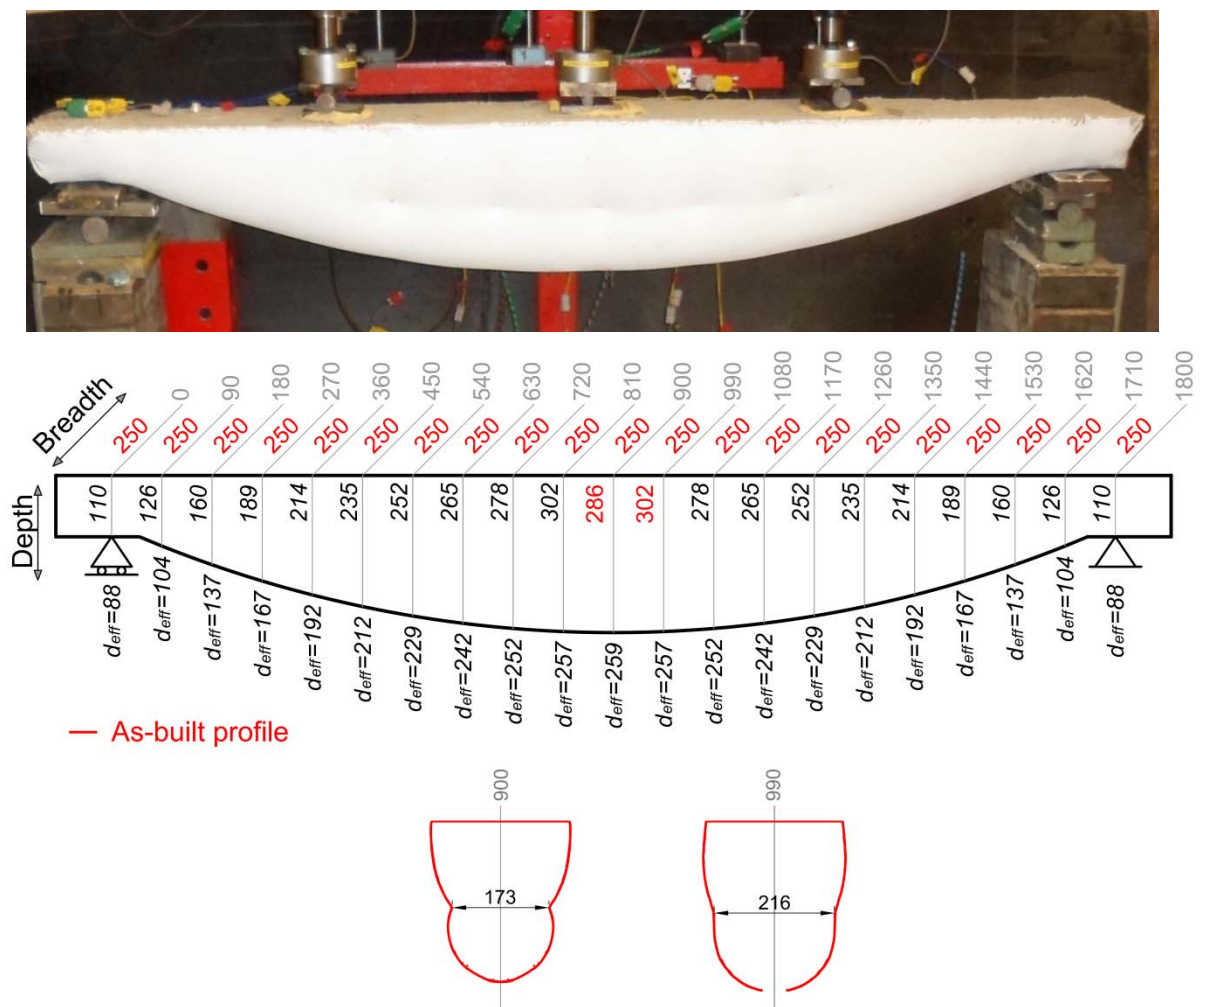 0 90 180 270 360 450 540 630 720 810 900 990 1080 1170 1260 1350 1440 1530 1620 1710 1800
Breadth
250 250 250 250 250 250 250 250 250 250 250 250 250 250 250 250 250 250 250 250 250
Depth
110 126 160 189 214 235 252 265 278 302 286 302 278 265 252 235 214 189 160 126 110
deff=88 deff=104 deff=137 deff=167 deff=192 deff=212 deff=229 deff=242 deff=252 deff=257 deff=259 deff=257 deff=252 deff=242 deff=229 deff=212 deff=192 deff=167 deff=137 deff=104 deff=88
As-built profile
900 990
173 216